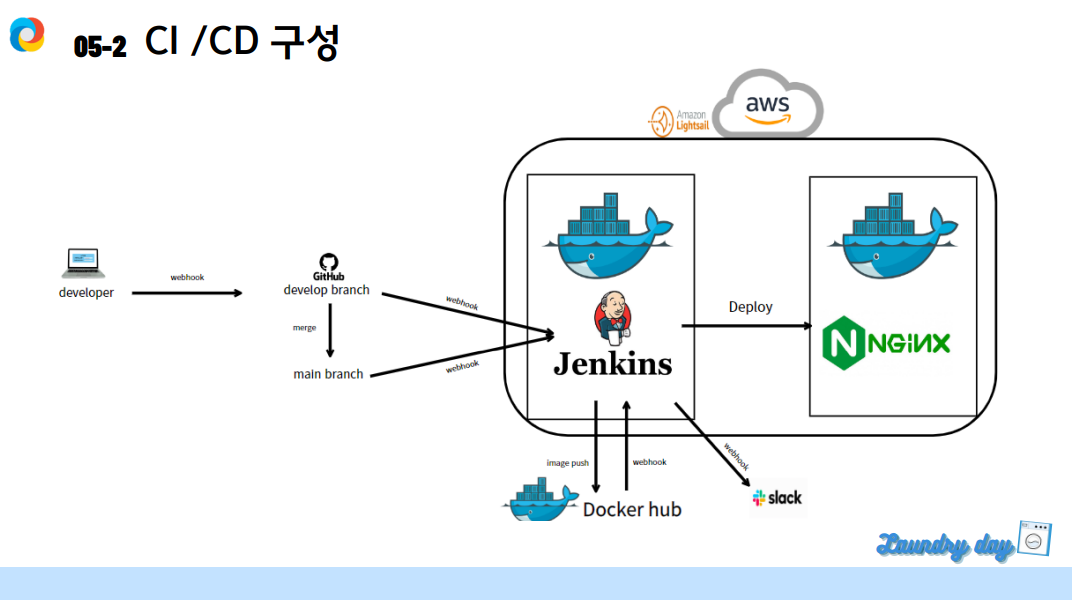 05-2 CI /CD 구성
aws
Amazon
Lightsail
developer
webhook
GitHub
develop branch
merge
main branch
webhook
webhook
Jenkins
Deploy
NGINX
image push
webhook
webhook
Docker hub
slack
Laundry day